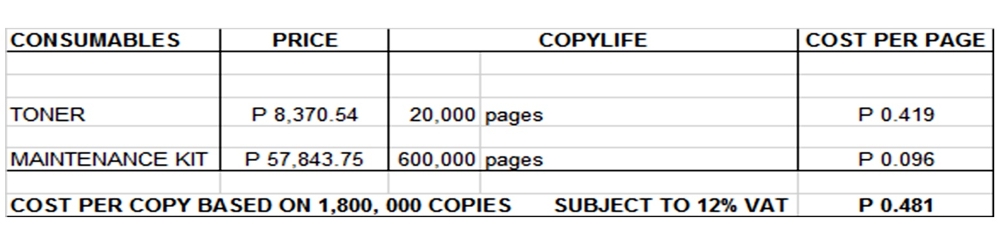 CONSUMABLES PRICE COPYLIFE COST PER PAGE
TONER P 8,370.54 20,000 pages P 0.419
MAINTENANCE KIT P 57,843.75 600,000 pages P 0.096
COST PER COPY BASED ON 1,800, 000 COPIES SUBJECT TO 12% VAT P 0.481